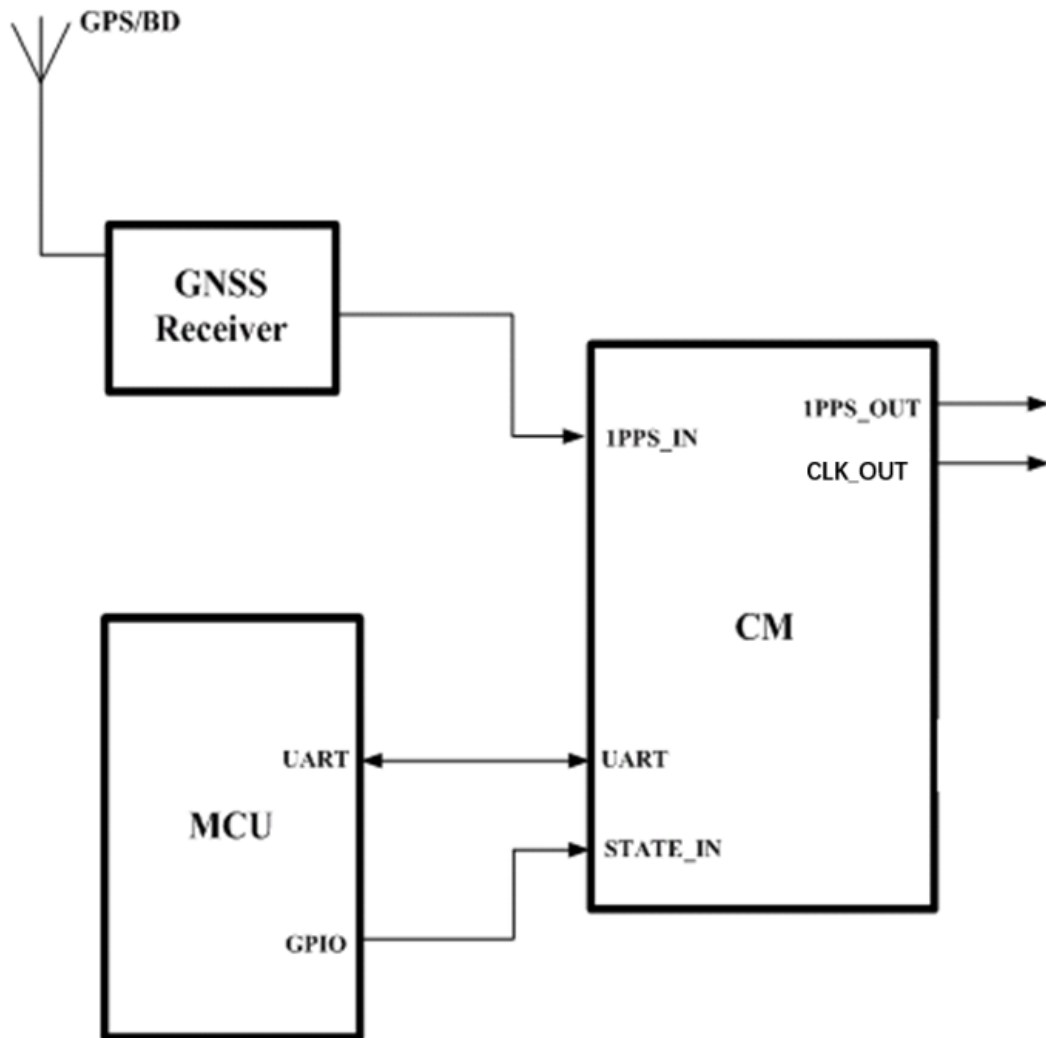 GPS/BD
GNSS
Receiver
1PPS_IN
1PPS_OUT
CLK_OUT
CM
UART
STATE_IN
UART
MCU
GPIO